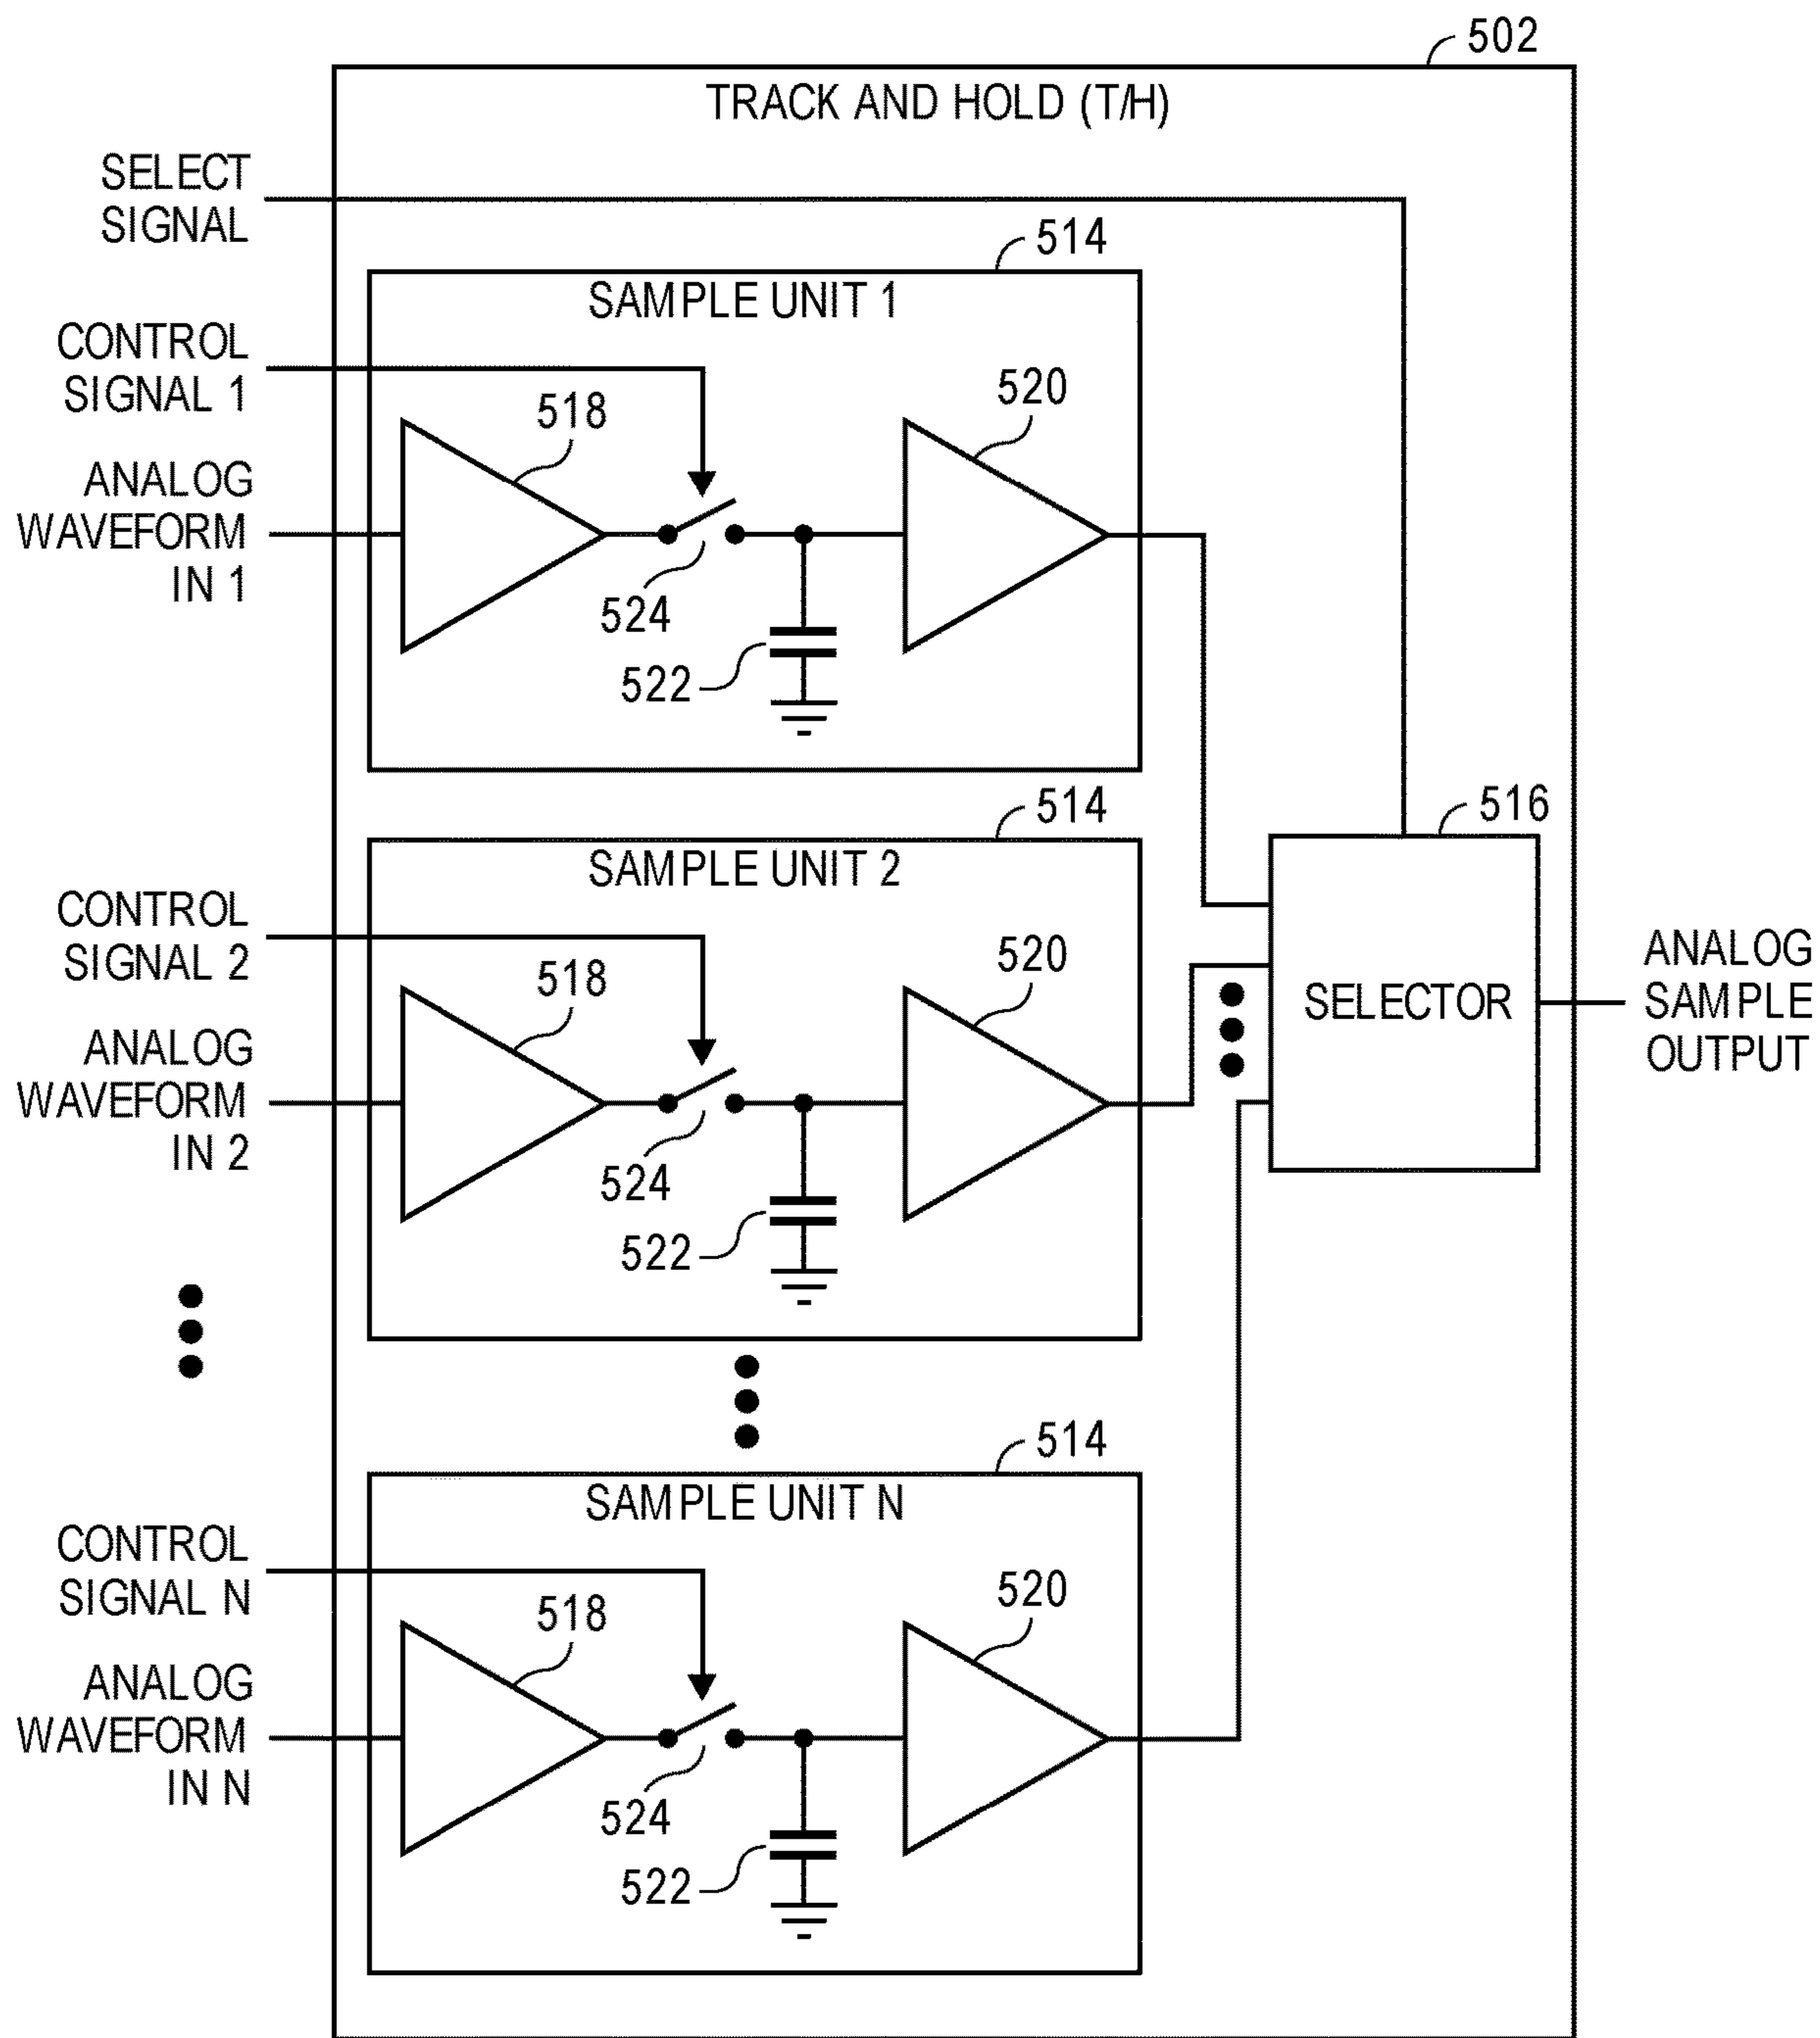 502
TRACK AND HOLD (T/H)
SELECT
SIGNAL
514
SAMPLE UNIT 1
CONTROL
SIGNAL 1
518
520
ANALOG
WAVEFORM
IN 1
524
522
514
516
SAMPLE UNIT 2
CONTROL
SIGNAL 2
518
520
ANALOG
WAVEFORM
IN 2
SELECTOR
ANALOG
SAMPLE
OUTPUT
524
522
514
SAMPLE UNIT N
CONTROL
SIGNAL N
518
520
ANALOG
WAVEFORM
IN N
524
522